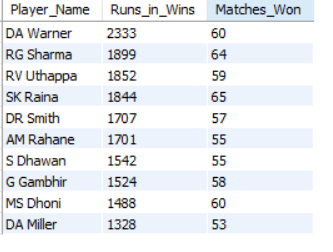 Player_Name Runs_in_Wins Matches_Won
DA Warner 2333 60
RG Sharma 1899 64
RV Uthappa 1852 59
SK Raina 1844 65
DR Smith 1707 57
AM Rahane 1701 55
S Dhawan 1542 55
G Gambhir 1524 58
MS Dhoni 1488 60
DA Miller 1328 53